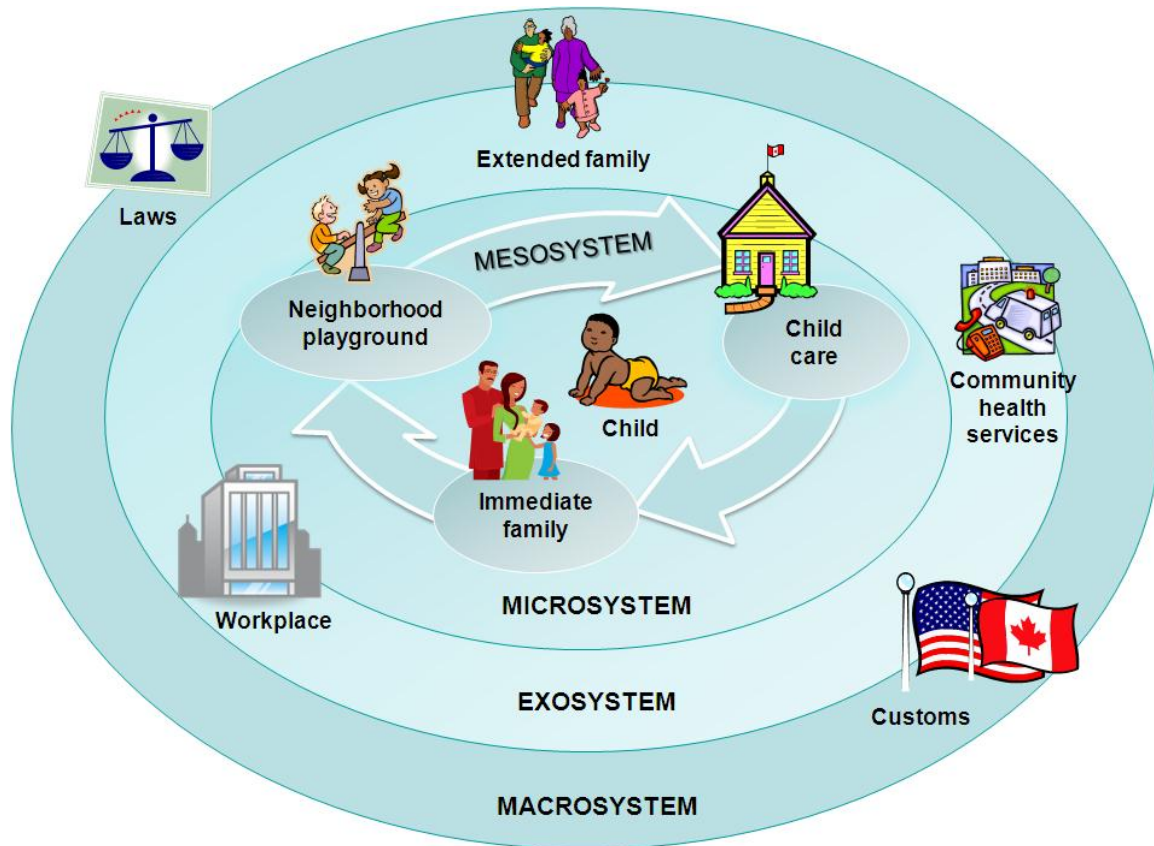 Extended family
Laws
MESOSYSTEM
Neighborhood
playground
Child
care
Community
health
services
Child
Immediate
family
Workplace
MICROSYSTEM
EXOSYSTEM
Customs
MACROSYSTEM